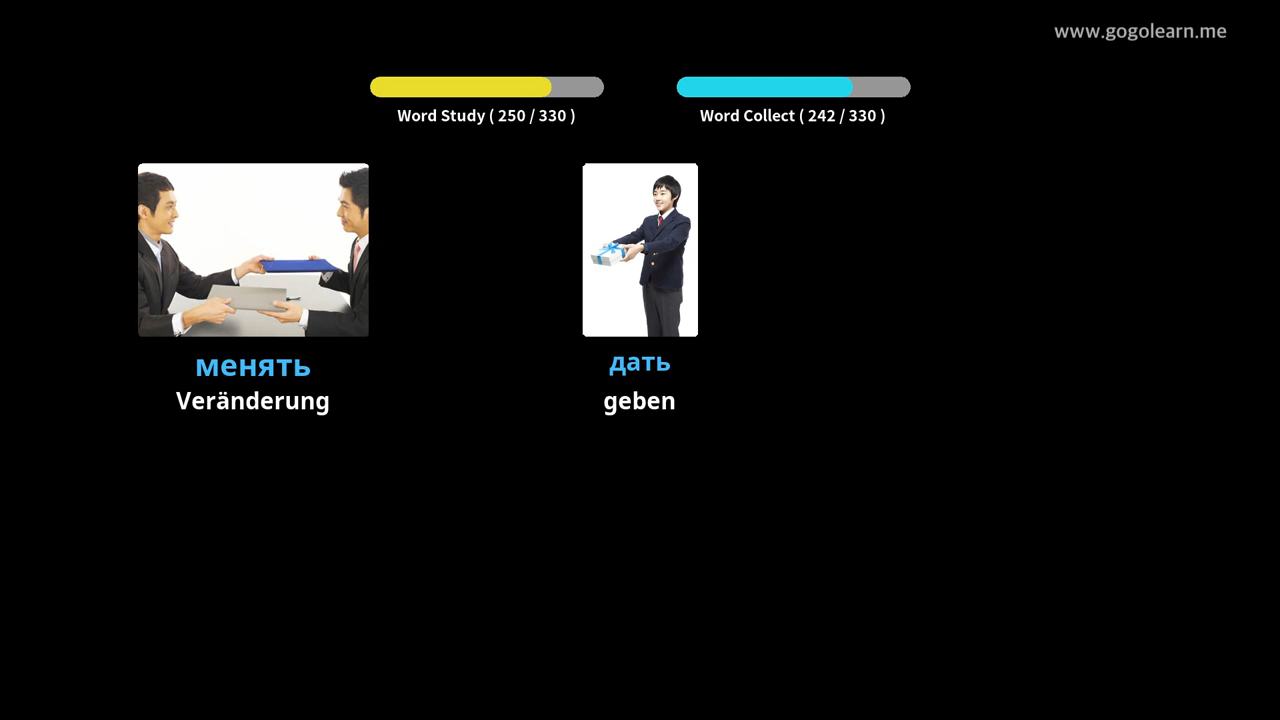 www.gogolearn.me
Word Study ( 250 / 330 )
Word Collect ( 242 / 330 )
менять
Veränderung
дать
geben